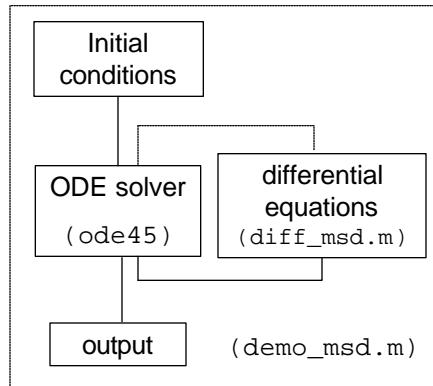 Initial
conditions
ODE solver
(ode45)
differential
equations
(diff_msd.m)
output
(demo_msd.m)